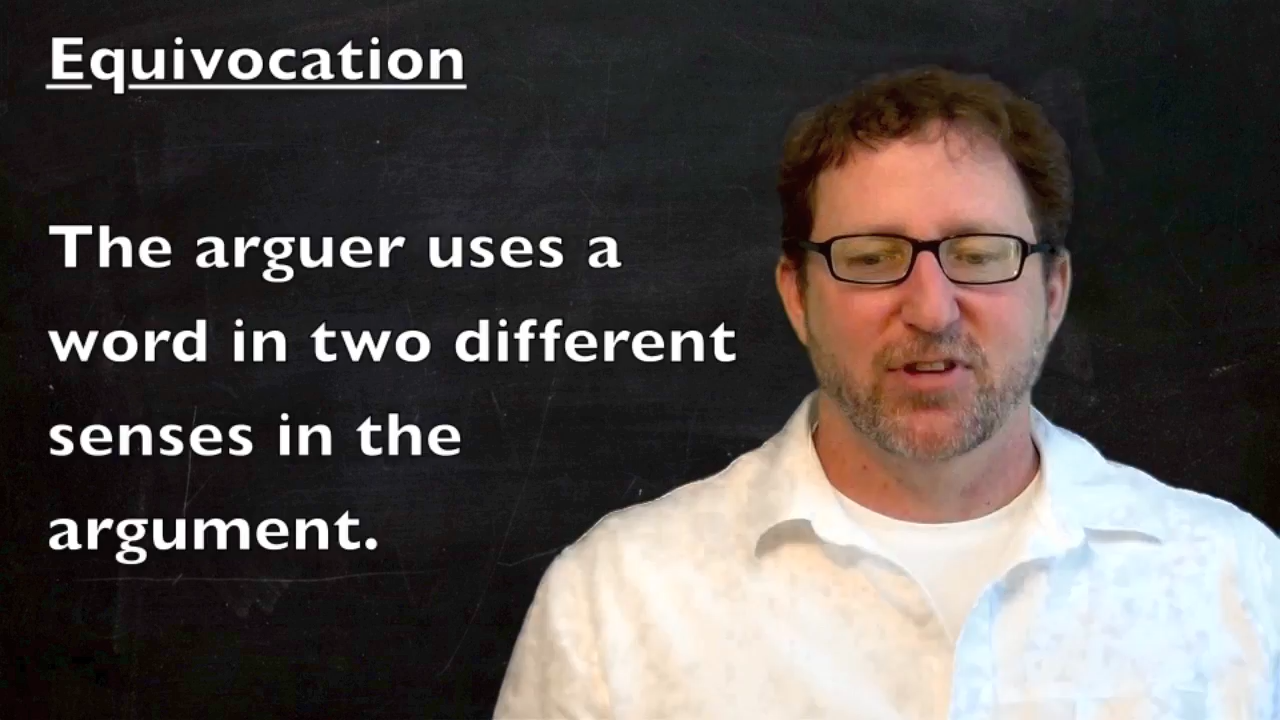 Equivocation
The arguer uses a
word in two different
senses in the
argument.